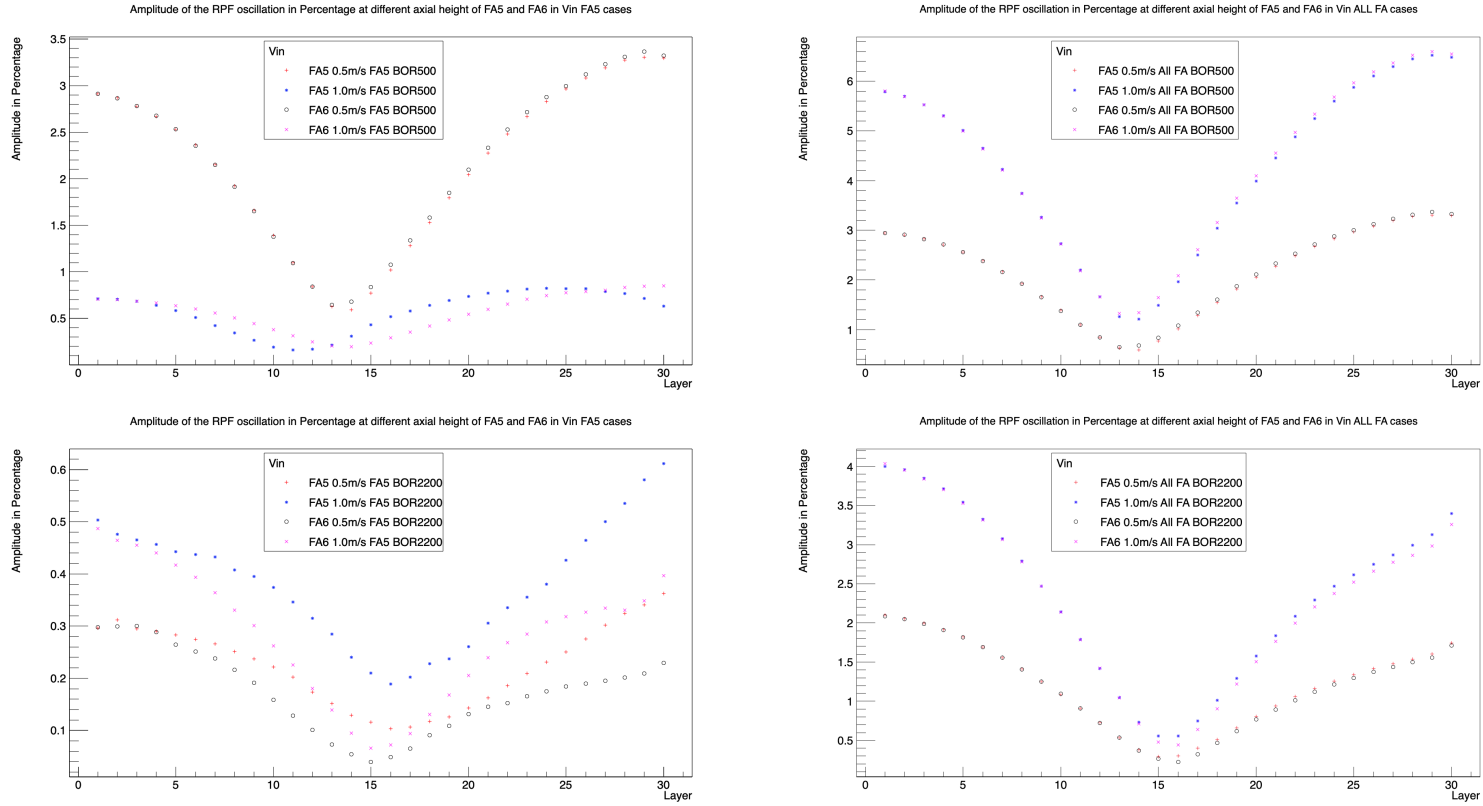 Amplitude of the RPF oscillation in Percentage at different axial height of FA5 and FA6 in Vin FA5 cases
Amplitude in Percentage
3.5
3
2.5
2
1.5
1
0.5
Vin
FA5 0.5m/s FA5 BOR500
FA5 1.0m/s FA5 BOR500
FA6 0.5m/s FA5 BOR500
FA6 1.0m/s FA5 BOR500
0 5 10 15 20 25 30
Layer
Amplitude of the RPF oscillation in Percentage at different axial height of FA5 and FA6 in Vin ALL FA cases
Amplitude in Percentage
6
5
4
3
2
1
Vin
FA5 0.5m/s All FA BOR500
FA5 1.0m/s All FA BOR500
FA6 0.5m/s All FA BOR500
FA6 1.0m/s All FA BOR500
0 5 10 15 20 25 30
Layer
Amplitude of the RPF oscillation in Percentage at different axial height of FA5 and FA6 in Vin FA5 cases
Amplitude in Percentage
0.6
0.5
0.4
0.3
0.2
0.1
Vin
FA5 0.5m/s FA5 BOR2200
FA5 1.0m/s FA5 BOR2200
FA6 0.5m/s FA5 BOR2200
FA6 1.0m/s FA5 BOR2200
0 5 10 15 20 25 30
Layer
Amplitude of the RPF oscillation in Percentage at different axial height of FA5 and FA6 in Vin ALL FA cases
Amplitude in Percentage
4
3.5
3
2.5
2
1.5
1
0.5
Vin
FA5 0.5m/s All FA BOR2200
FA5 1.0m/s All FA BOR2200
FA6 0.5m/s All FA BOR2200
FA6 1.0m/s All FA BOR2200
0 5 10 15 20 25 30
Layer